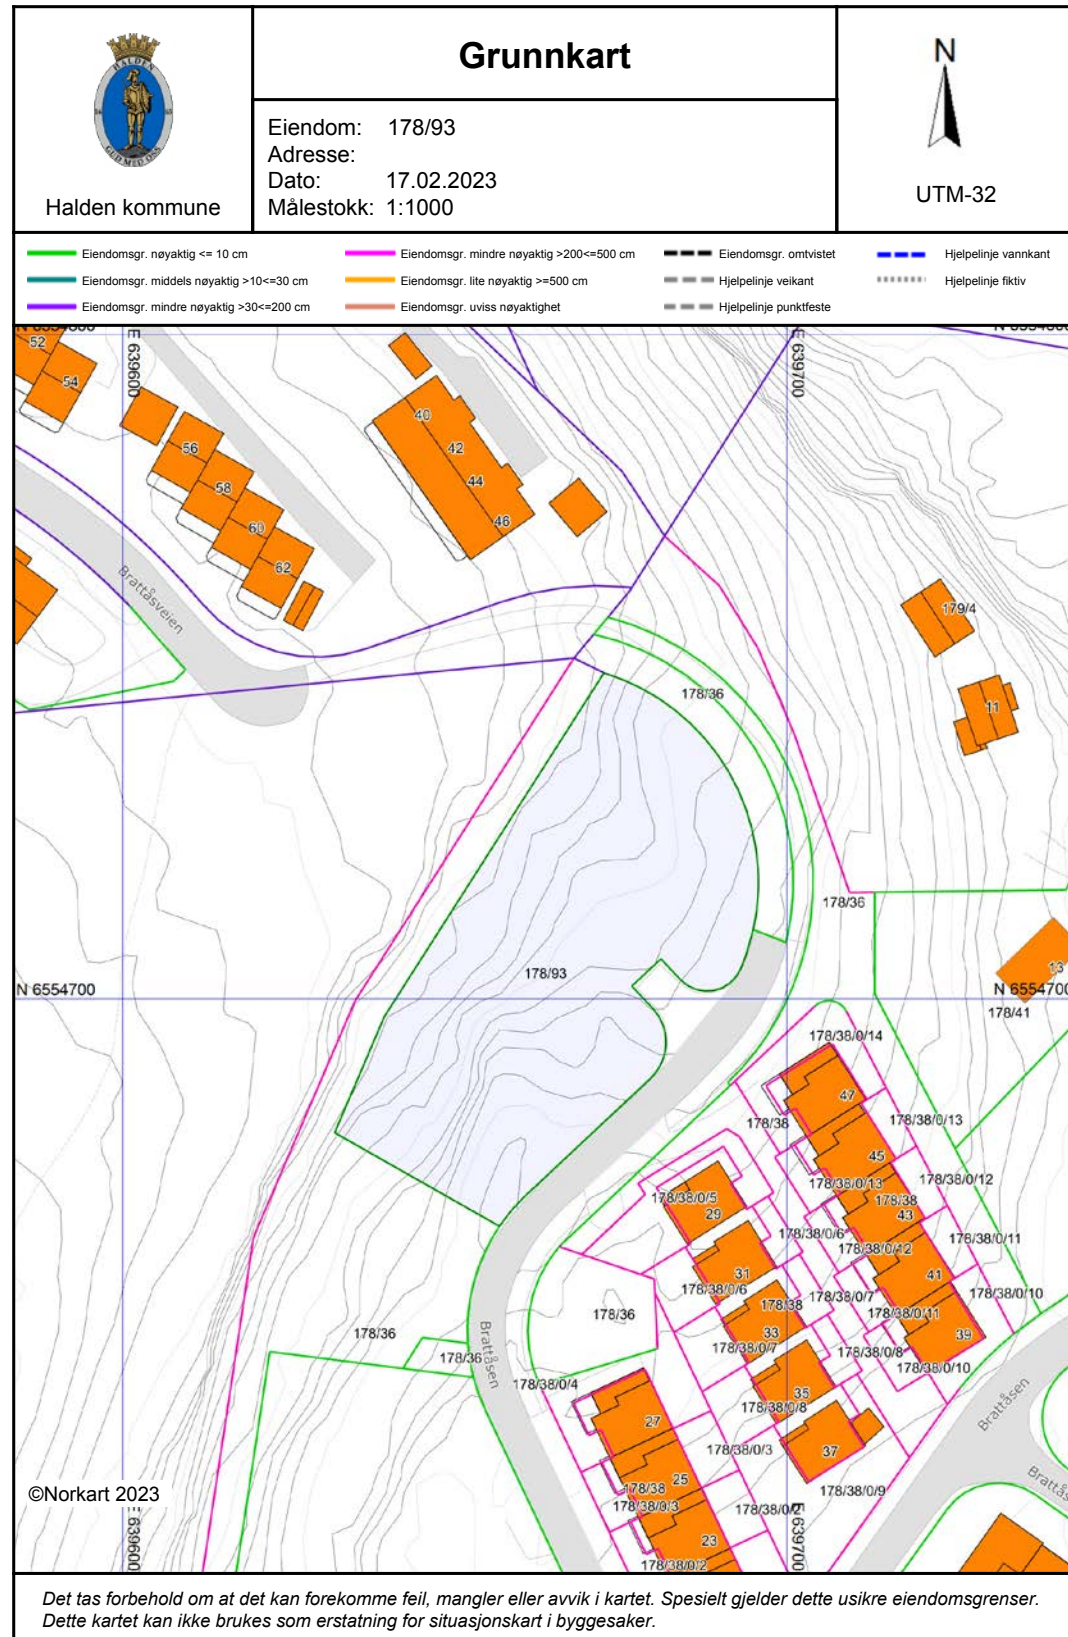 HALDEN
GUD MED OSS
Halden kommune
Grunnkart
Eiendom: 178/93
Adresse:
Dato: 17.02.2023
Målestokk: 1:1000
N
UTM-32
Eiendomsgr. nøyaktig <= 10 cm
Eiendomsgr. middels nøyaktig >10<=30 cm
Eiendomsgr. mindre nøyaktig >30<=200 cm
Eiendomsgr. mindre nøyaktig >200<=500 cm
Eiendomsgr. lite nøyaktig >=500 cm
Eiendomsgr. uviss nøyaktighet
Eiendomsgr. omtvistet
Hjelpelinje veikant
Hjelpelinje punktfeste
Hjelpelinje vannkant
Hjelpelinje fiktiv
E 639600
E 639700
52
54
56
58
60
62
40
42
44
46
Brattåsveien
179/4
11
178/36
178/36
13
178/93
N 6554700
N 6554700
178/41
178/38/0/14
47
178/38
178/38/0/13
45
178/38/0/13
178/38/0/12
178/38
178/38/0/5
29
43
178/38/0/6
178/38/0/11
178/38/0/12
31
41
178/38/0/6
178/38/0/7
178/38/0/10
178/38
178/38/0/11
178/36
33
39
178/36
178/36
178/38/0/7
178/38/0/8
178/38/0/10
Brattåsen
178/38/0/4
35
178/38/0/8
Brattåsen
27
37
178/38/0/3
25
178/38
178/38/0/9
178/38/0/3
178/38/0/2
23
178/38/0/2
©Norkart 2023
E 639600
E 639700
Det tas forbehold om at det kan forekomme feil, mangler eller avvik i kartet. Spesielt gjelder dette usikre eiendomsgrenser.
Dette kartet kan ikke brukes som erstatning for situasjonskart i byggesaker.